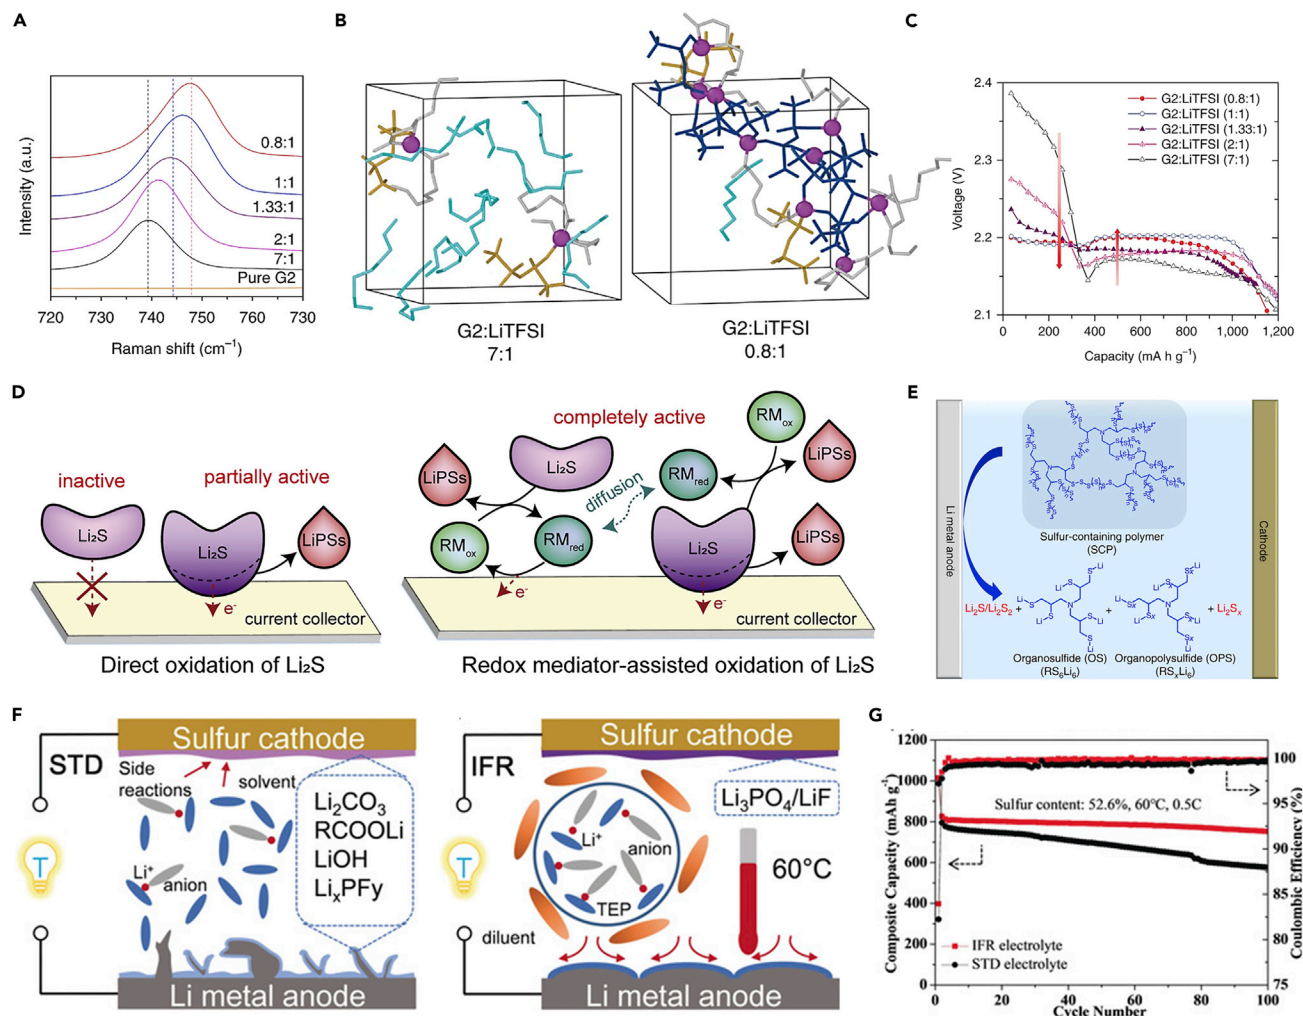 A
Intensity (a.u.)
0.8:1
1:1
1.33:1
2:1
7:1
Pure G2
720 730 740 750 760 770 730
Raman shift (cm⁻¹)
B
G2:LiTFSI
7:1
G2:LiTFSI
0.8:1
C
Voltage (V)
2.4
2.3
2.2
2.1
G2:LiTFSI (0.8:1)
G2:LiTFSI (1:1)
G2:LiTFSI (1.33:1)
G2:LiTFSI (2:1)
G2:LiTFSI (7:1)
0 200 400 600 800 1,000 1,200
Capacity (mA h g⁻¹)
D
inactive
partially active
Li₂S
Li₂S
LiPSs
e⁻
current collector
Direct oxidation of Li₂S
completely active
LiPSs
Li₂S
RMox
RMred
diffusion
RMred
RMox
LiPSs
Li₂S
LiPSs
e⁻
e⁻
current collector
Redox mediator-assisted oxidation of Li₂S
E
Li metal anode
Cathode
Sulfur-containing polymer
(SCP)
Li₂S/Li₂S₂ +
+
+ Li₂Sₓ
Organosulfide (OS)
(RS₆Li₆)
Organopolysulfide (OPS)
(RSₓLi₆)
F
STD
Sulfur cathode
Side
reactions
solvent
Li⁺
anion
Li₂CO₃
RCOOLi
LiOH
LiₓPFy
Li metal anode
T
IFR
Sulfur cathode
Li₃PO₄/LiF
Li⁺
anion
TEP
60°C
diluent
Li metal anode
T
G
Composite Capacity (mAh g⁻¹)
1200
1000
800
600
400
200
0
Sulfur content: 52.6%, 60℃, 0.5C
IFR electrolyte
STD electrolyte
0 20 40 60 80 100
Cycle Number
100
95
90
85
80
75
Coulombic Efficiency (%)